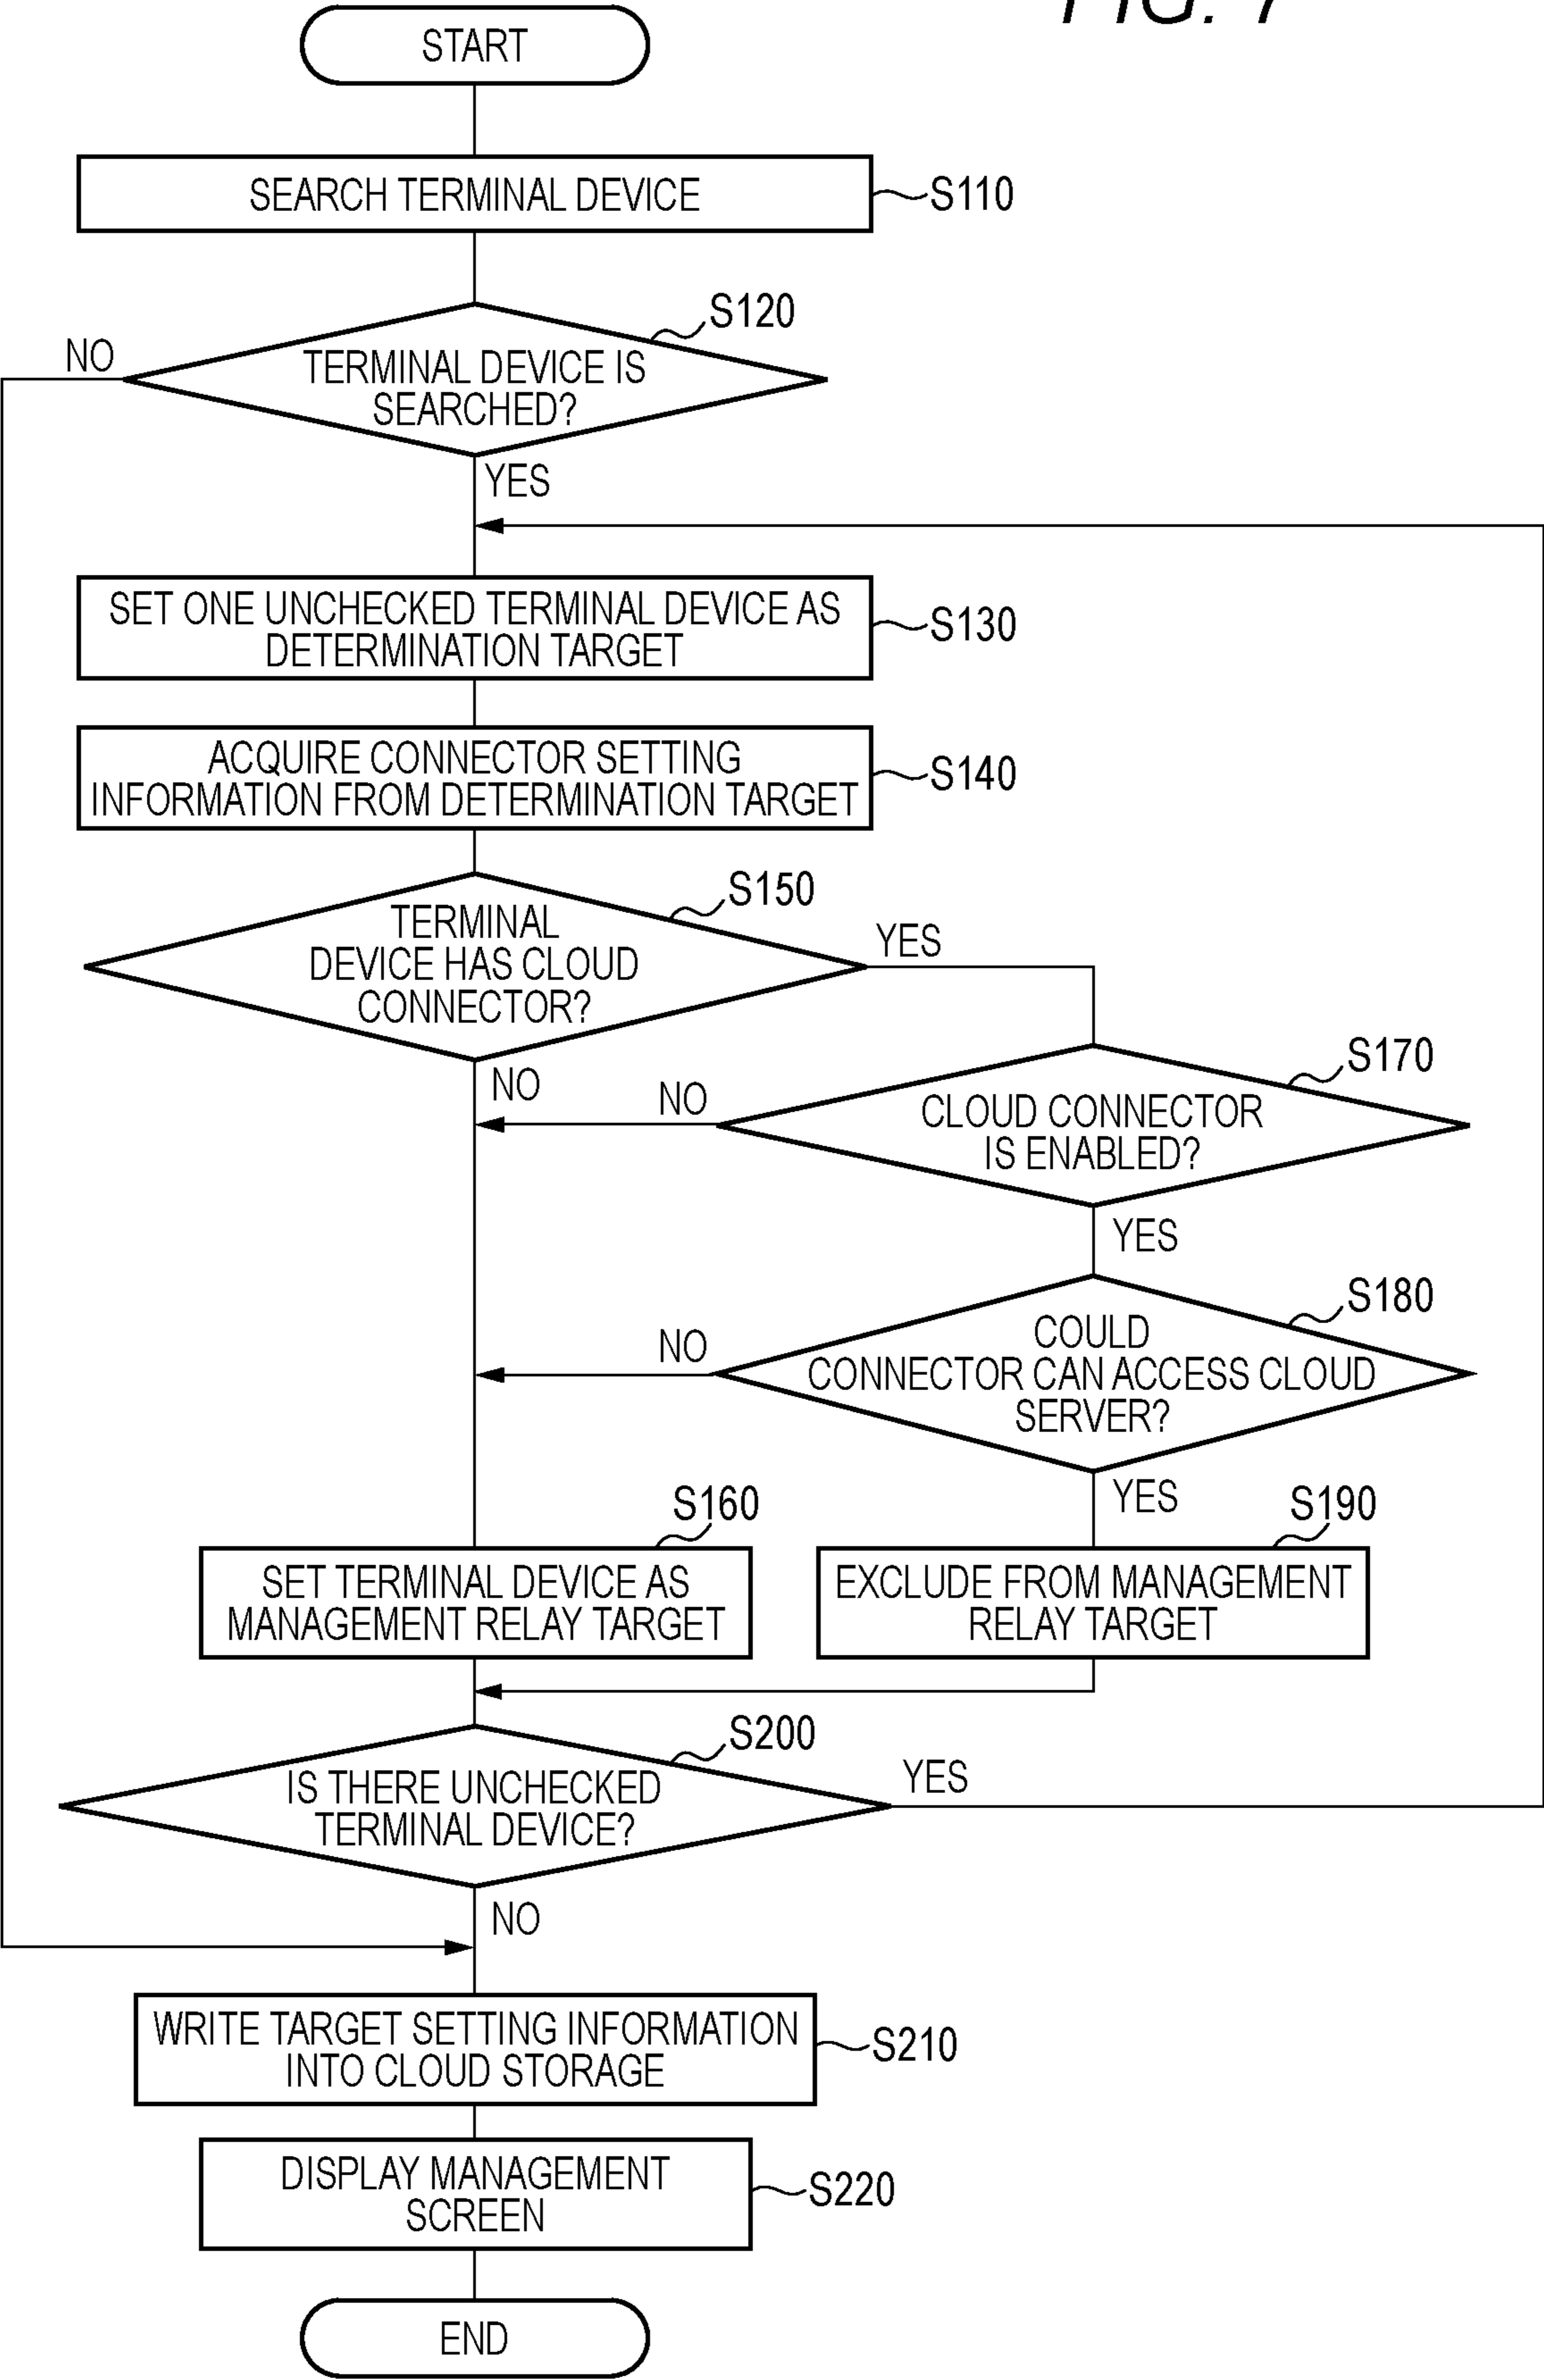 START
SEARCH TERMINAL DEVICE
S110
S120
NO
TERMINAL DEVICE IS
SEARCHED?
YES
SET ONE UNCHECKED TERMINAL DEVICE AS
DETERMINATION TARGET
S130
ACQUIRE CONNECTOR SETTING
INFORMATION FROM DETERMINATION TARGET
S140
S150
TERMINAL
DEVICE HAS CLOUD
CONNECTOR?
YES
NO
S170
NO
CLOUD CONNECTOR
IS ENABLED?
YES
S180
NO
COULD
CONNECTOR CAN ACCESS CLOUD
SERVER?
YES
S160
SET TERMINAL DEVICE AS
MANAGEMENT RELAY TARGET
S190
EXCLUDE FROM MANAGEMENT
RELAY TARGET
S200
IS THERE UNCHECKED
TERMINAL DEVICE?
YES
NO
WRITE TARGET SETTING INFORMATION
INTO CLOUD STORAGE
S210
DISPLAY MANAGEMENT
SCREEN
S220
END